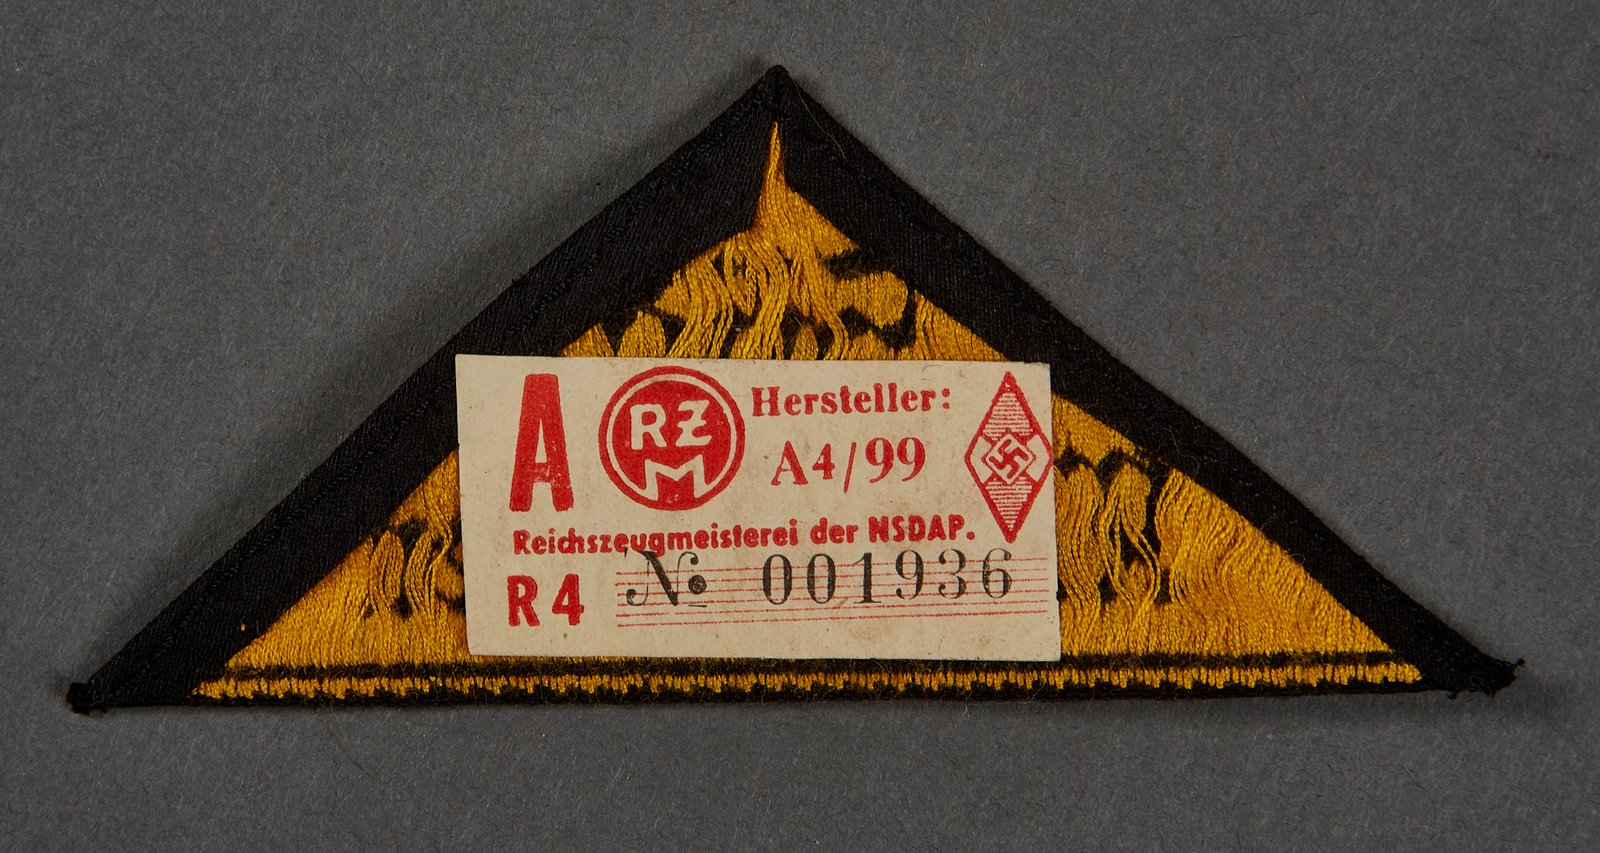 A
RZM
Hersteller:
A4/99
Reichszeugmeisterei der NSDAP.
R4
№ 001936